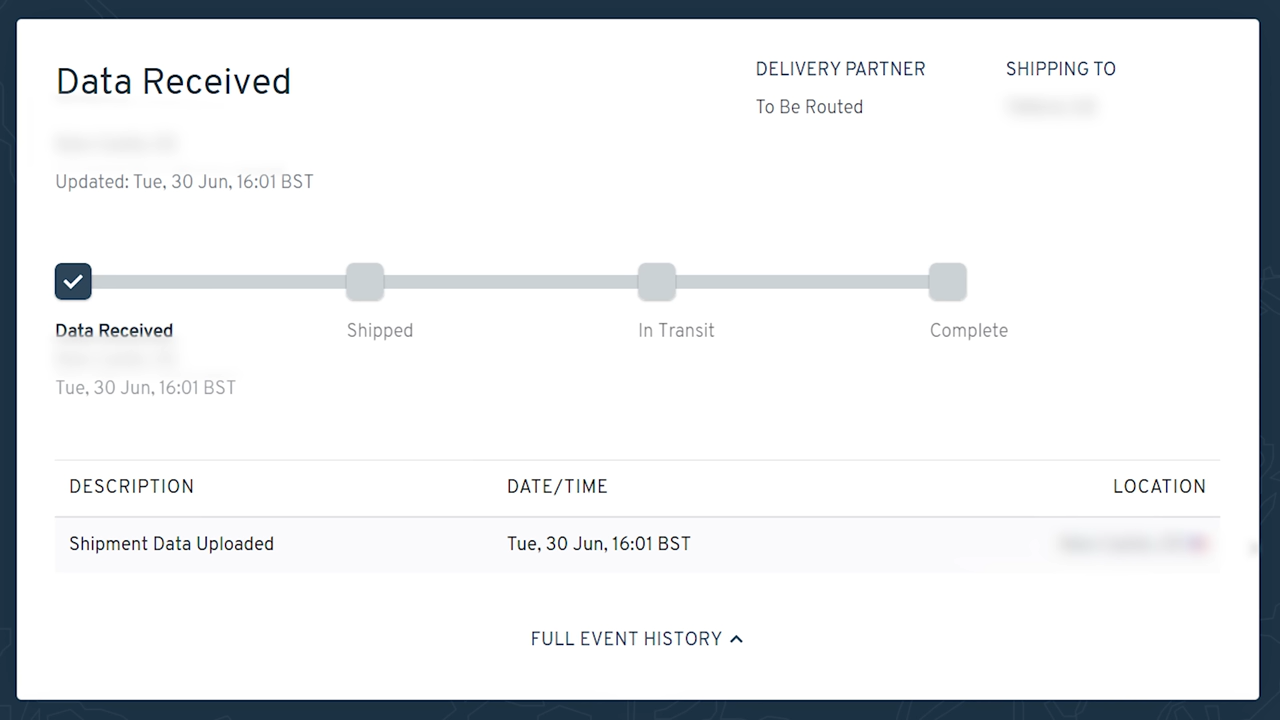 Data Received
DELIVERY PARTNER
To Be Routed
SHIPPING TO
Updated: Tue, 30 Jun, 16:01 BST
Data Received
Tue, 30 Jun, 16:01 BST
Shipped
In Transit
Complete
DESCRIPTION DATE/TIME LOCATION
Shipment Data Uploaded Tue, 30 Jun, 16:01 BST
FULL EVENT HISTORY